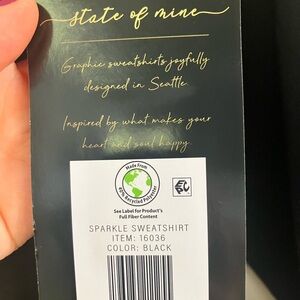 state of mine
Graphic sweatshirts joyfully
designed in Seattle.
Inspired by what makes your
heart and soul happy.
Made From
Recycled Polyester
See Label for Product's
Full Fiber Content
SPARKLE SWEATSHIRT
ITEM: 16036
COLOR: BLACK